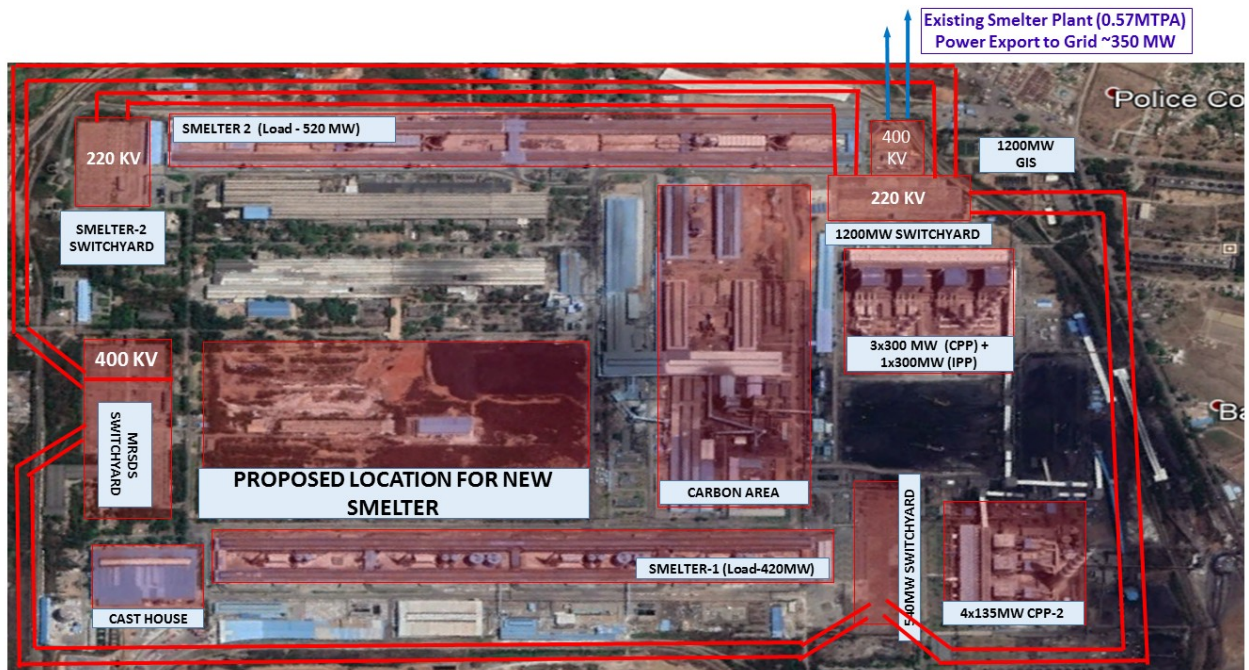 Existing Smelter Plant (0.57MTPA)
Power Export to Grid ~350 MW
Police Co
SMELTER 2 (Load - 520 MW)
220 KV
400
KV
1200MW
GIS
220 KV
SMELTER-2
SWITCHYARD
1200MW SWITCHYARD
3x300 MW (CPP) +
1x300MW (IPP)
400 KV
MRSDS
SWITCHYARD
Ba
PROPOSED LOCATION FOR NEW
SMELTER
CARBON AREA
540MW SWITCHYARD
SMELTER-1 (Load-420MW)
CAST HOUSE
4x135MW CPP-2